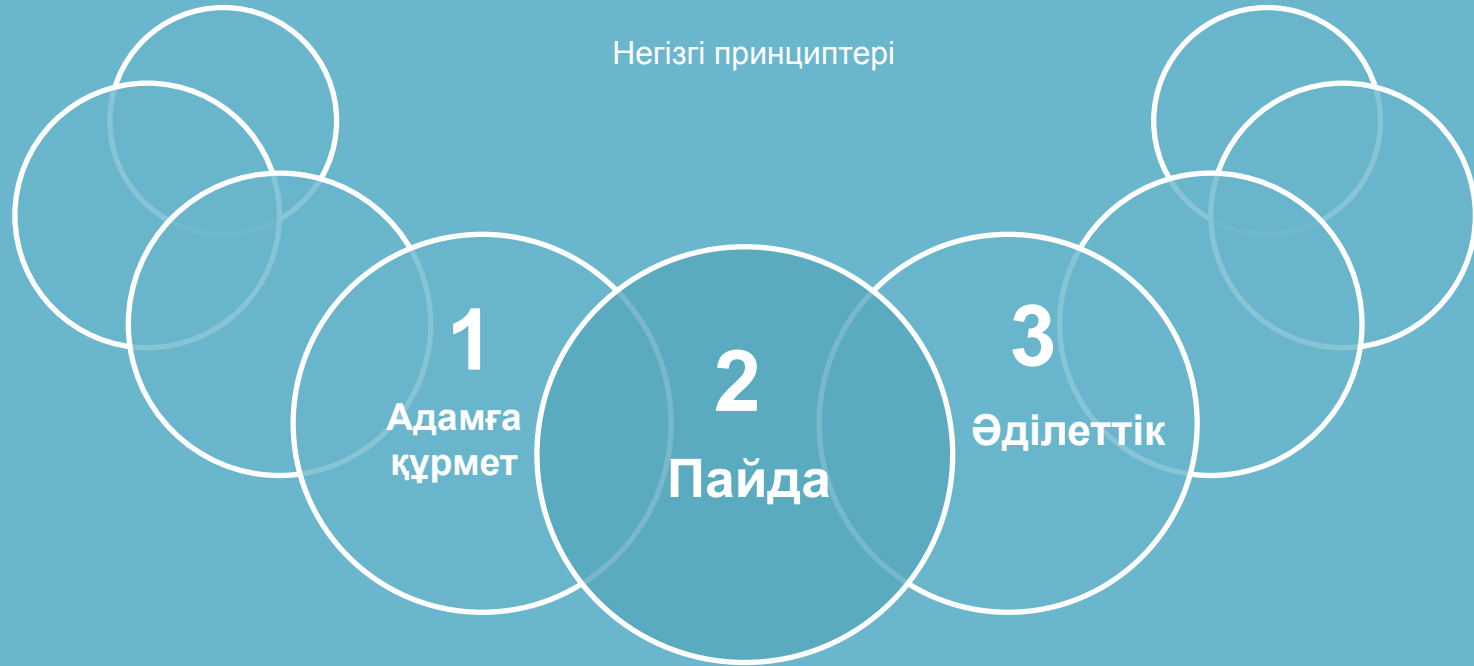 Негізгі принциптері
1
Адамға
құрмет
2
Пайда
3
Әділеттік